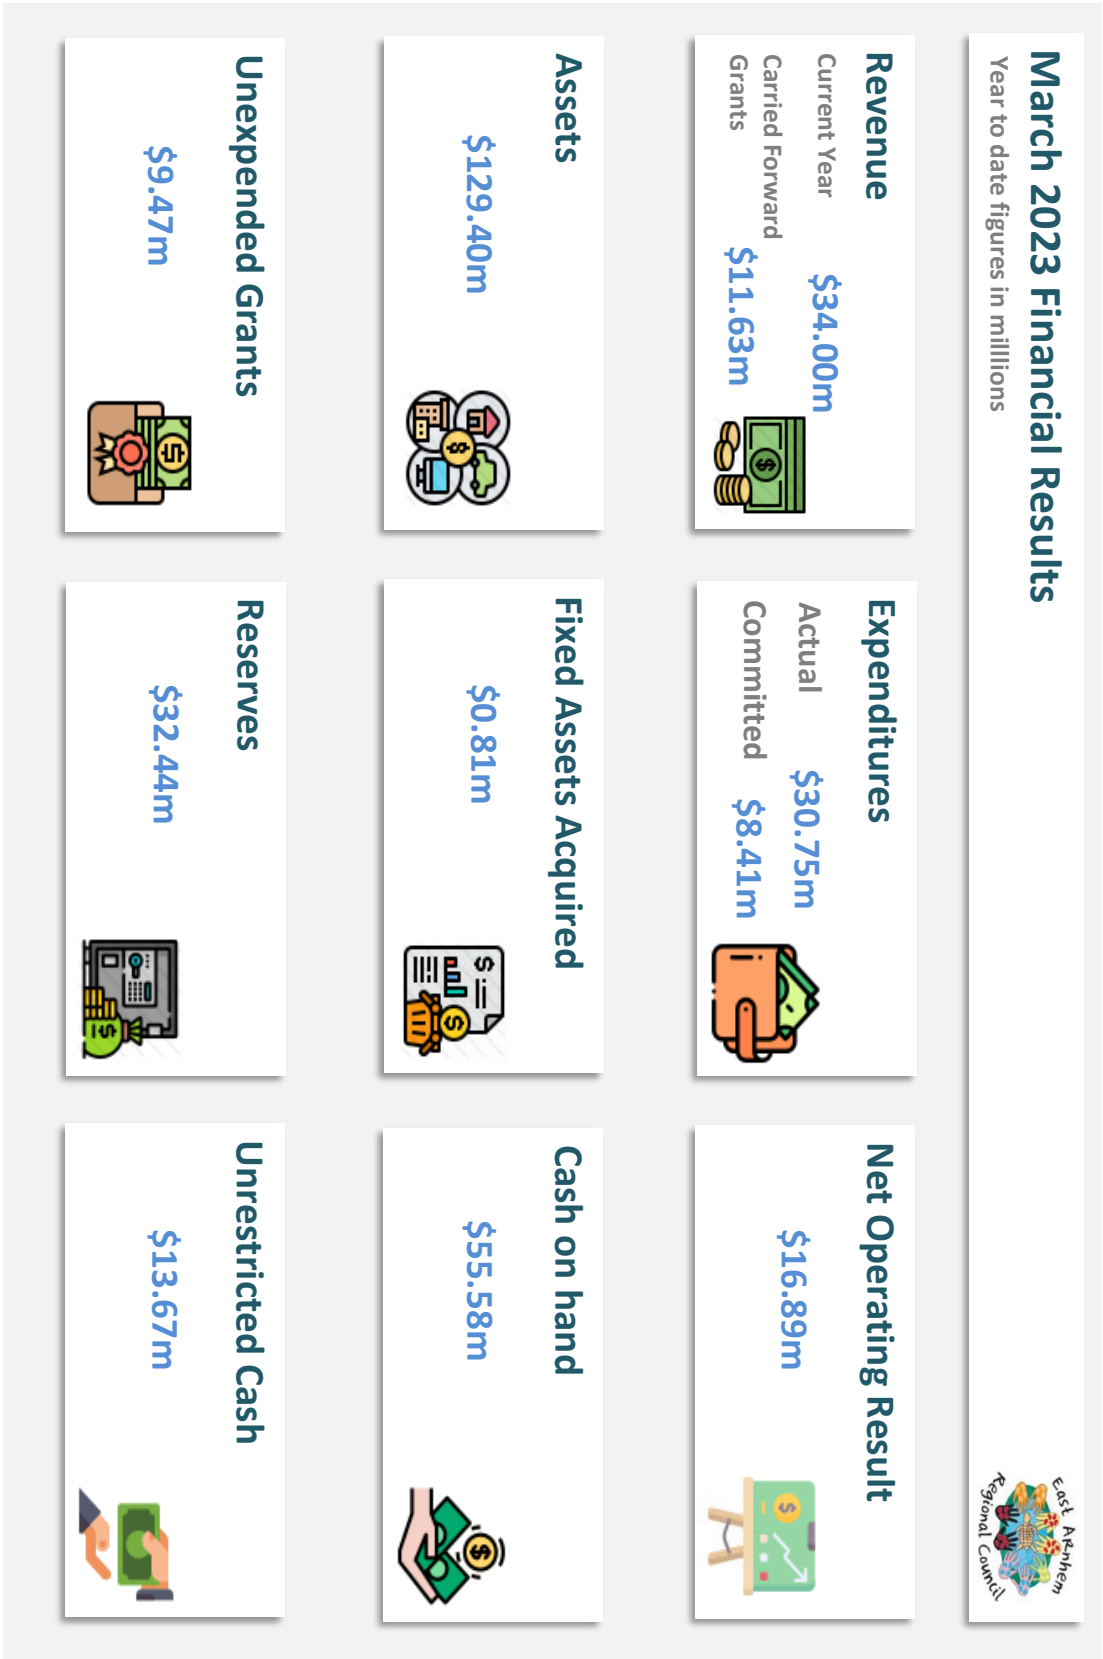 March 2023 Financial Results
Year to date figures in milllions
East Arnhem
Regional Council
Revenue
Current Year $34.00m
Carried Forward
Grants $11.63m
Expenditures
Actual $30.75m
Committed $8.41m
Net Operating Result
$16.89m
Assets
$129.40m
Fixed Assets Acquired
$0.81m
Cash on hand
$55.58m
Unexpended Grants
$9.47m
Reserves
$32.44m
Unrestricted Cash
$13.67m